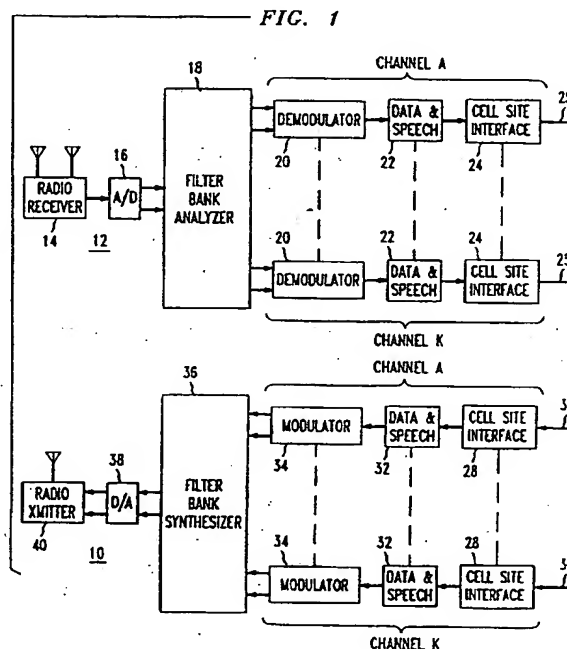 FIG. 1
CHANNEL A
18
DEMODULATOR
DATA & SPEECH
CELL SITE INTERFACE
20
22
24
RADIO RECEIVER
14
16
A/D
12
FILTER BANK ANALYZER
20
22
24
DEMODULATOR
DATA & SPEECH
CELL SITE INTERFACE
CHANNEL K
36
CHANNEL A
MODULATOR
DATA & SPEECH
CELL SITE INTERFACE
34
32
28
38
D/A
RADIO XMITTER
40
10
FILTER BANK SYNTHESIZER
34
32
28
MODULATOR
DATA & SPEECH
CELL SITE INTERFACE
CHANNEL K